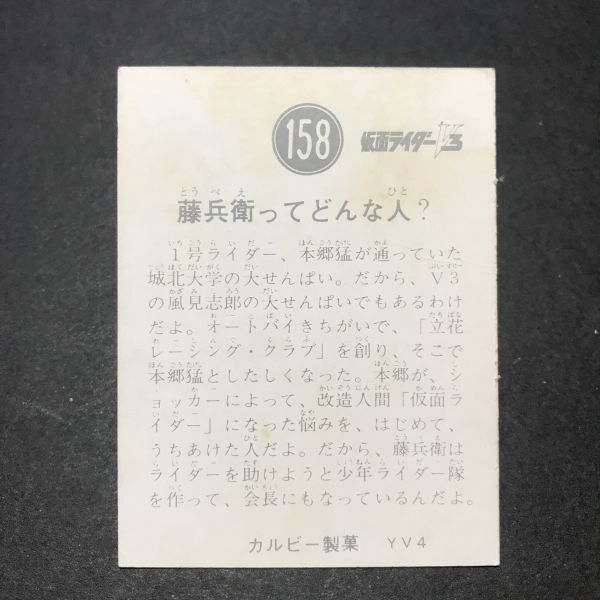 158
仮面ライダーV3
藤兵衛ってどんな人?
1号ライダー、本郷猛が通っていた
城北大学の大せんぱい。だから、V3
の風見志郎の大せんぱいでもあるわけ
だよ。オートバイきちがいで、「立花
レーシング・クラブ」を創り、そこで
本郷猛としたしくなった。本郷が、シ
ョッカーによって、改造人間「仮面ラ
イダー」になった悩みを、はじめて、
うちあけた人だよ。だから、藤兵衛は
ライダーを助けようと少年ライダー隊
を作って、会長にもなっているんだよ。
カルビー製菓 YV4